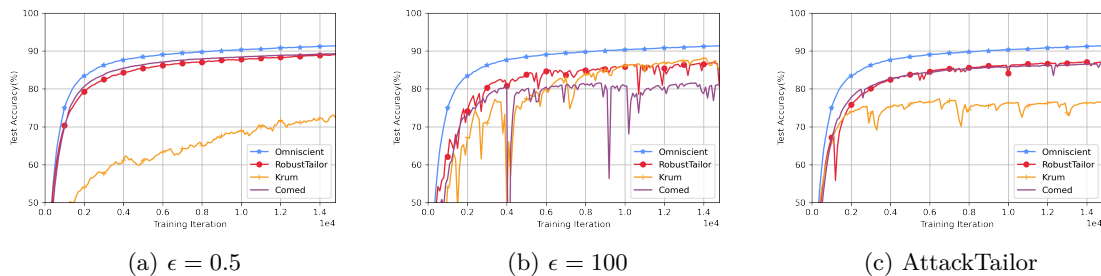 100
90
80
70
60
50
Test Accuracy(%)
0.0 0.2 0.4 0.6 0.8 1.0 1.2 1.4
1e4
Training Iteration
Omniscient
RobustTailor
Krum
Comed
(a) ϵ = 0.5
100
90
80
70
60
50
Test Accuracy(%)
0.0 0.2 0.4 0.6 0.8 1.0 1.2 1.4
1e4
Training Iteration
Omniscient
RobustTailor
Krum
Comed
(b) ϵ = 100
100
90
80
70
60
50
Test Accuracy(%)
0.0 0.2 0.4 0.6 0.8 1.0 1.2 1.4
1e4
Training Iteration
Omniscient
RobustTailor
Krum
Comed
(c) AttackTailor